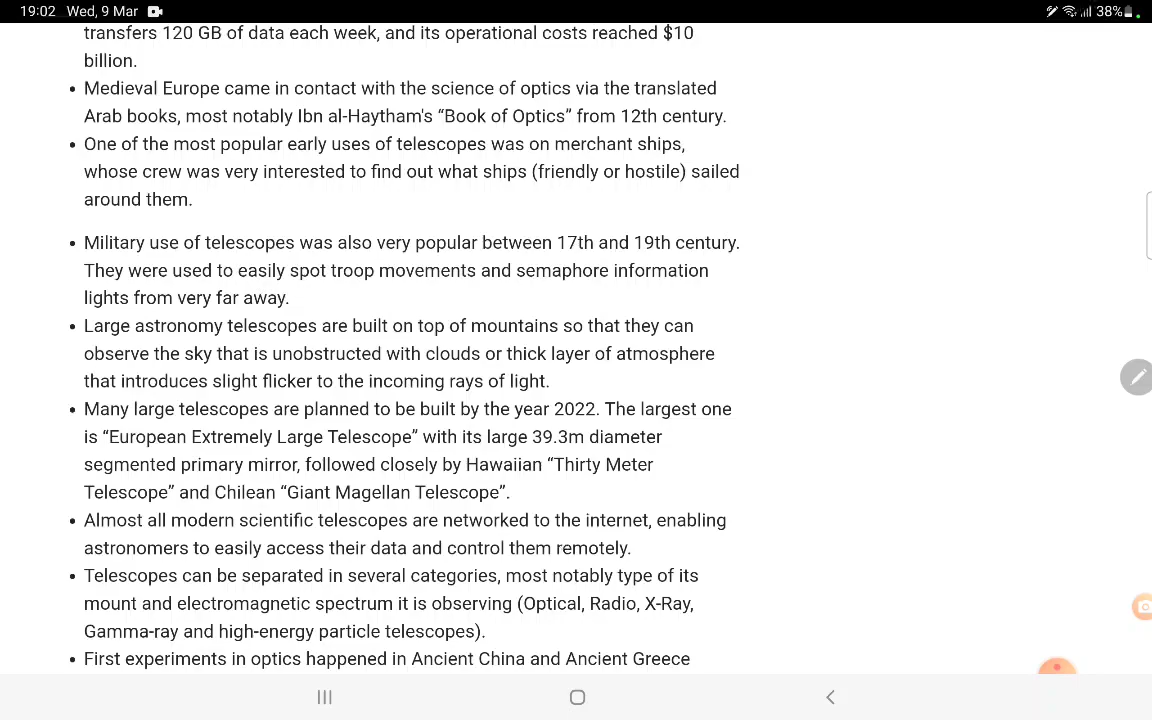 19:02 Wed, 9 Mar
38%
transfers 120 GB of data each week, and its operational costs reached $10
billion.
• Medieval Europe came in contact with the science of optics via the translated
Arab books, most notably Ibn al-Haytham's “Book of Optics” from 12th century.
• One of the most popular early uses of telescopes was on merchant ships,
whose crew was very interested to find out what ships (friendly or hostile) sailed
around them.
• Military use of telescopes was also very popular between 17th and 19th century.
They were used to easily spot troop movements and semaphore information
lights from very far away.
• Large astronomy telescopes are built on top of mountains so that they can
observe the sky that is unobstructed with clouds or thick layer of atmosphere
that introduces slight flicker to the incoming rays of light.
• Many large telescopes are planned to be built by the year 2022. The largest one
is “European Extremely Large Telescope” with its large 39.3m diameter
segmented primary mirror, followed closely by Hawaiian “Thirty Meter
Telescope” and Chilean “Giant Magellan Telescope”.
• Almost all modern scientific telescopes are networked to the internet, enabling
astronomers to easily access their data and control them remotely.
• Telescopes can be separated in several categories, most notably type of its
mount and electromagnetic spectrum it is observing (Optical, Radio, X-Ray,
Gamma-ray and high-energy particle telescopes).
• First experiments in optics happened in Ancient China and Ancient Greece